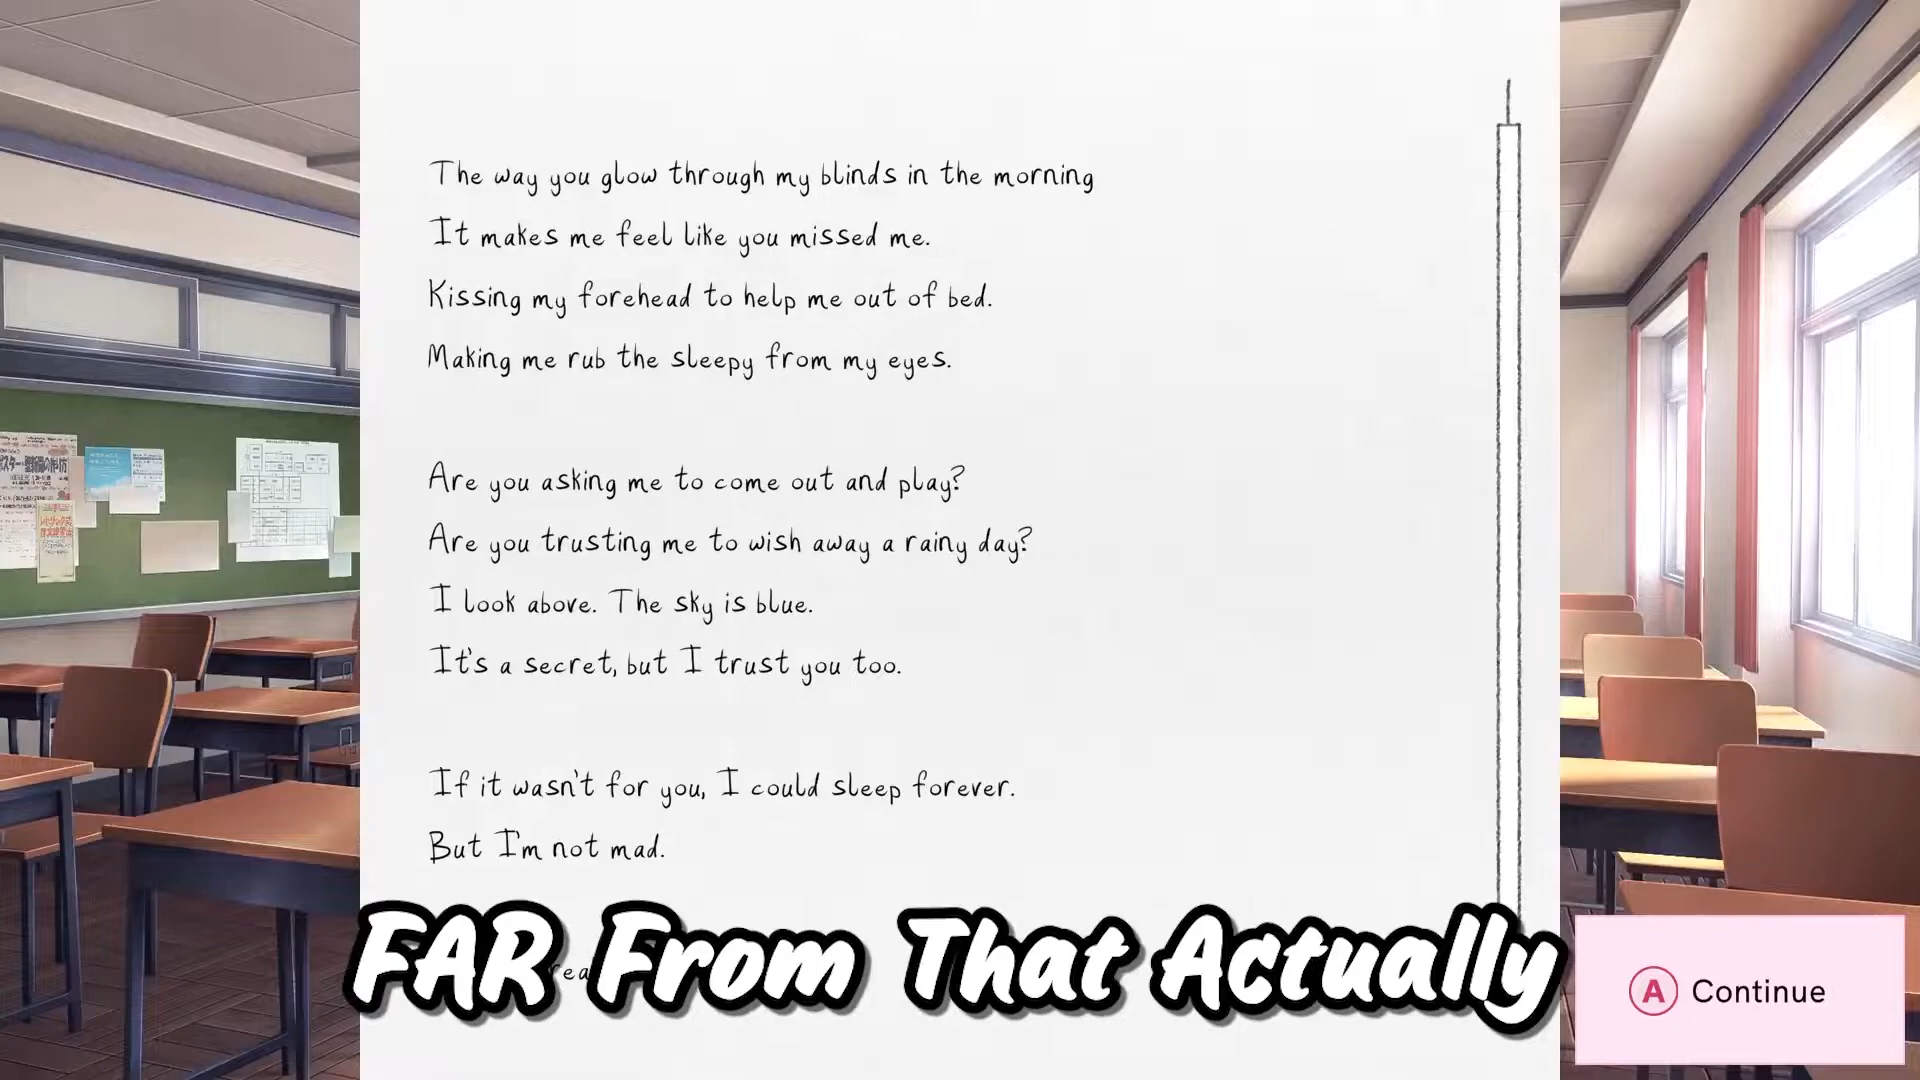 The way you glow through my blinds in the morning
It makes me feel like you missed me.
Kissing my forehead to help me out of bed.
Making me rub the sleepy from my eyes.
Are you asking me to come out and play?
Are you trusting me to wish away a rainy day?
I look above. The sky is blue.
It's a secret, but I trust you too.
If it wasn't for you, I could sleep forever.
But I'm not mad.
FAR From That Actually
A Continue